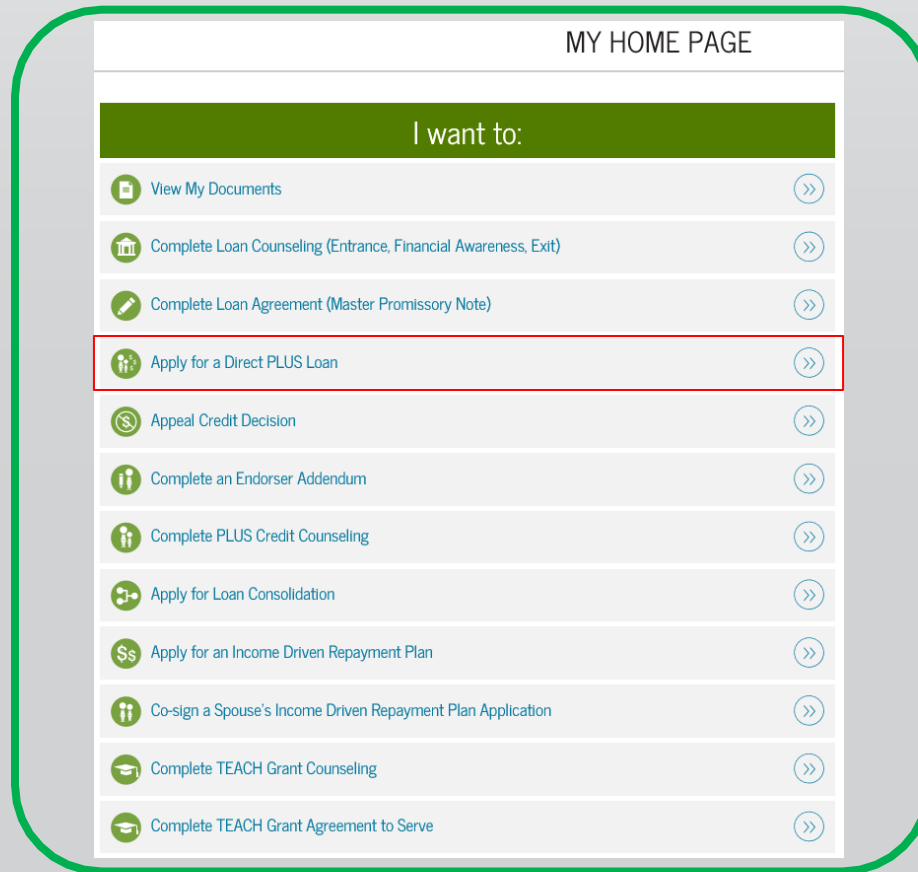 MY HOME PAGE
I want to:
View My Documents
Complete Loan Counseling (Entrance, Financial Awareness, Exit)
Complete Loan Agreement (Master Promissory Note)
Apply for a Direct PLUS Loan
Appeal Credit Decision
Complete an Endorser Addendum
Complete PLUS Credit Counseling
Apply for Loan Consolidation
Apply for an Income Driven Repayment Plan
Co-sign a Spouse's Income Driven Repayment Plan Application
Complete TEACH Grant Counseling
Complete TEACH Grant Agreement to Serve